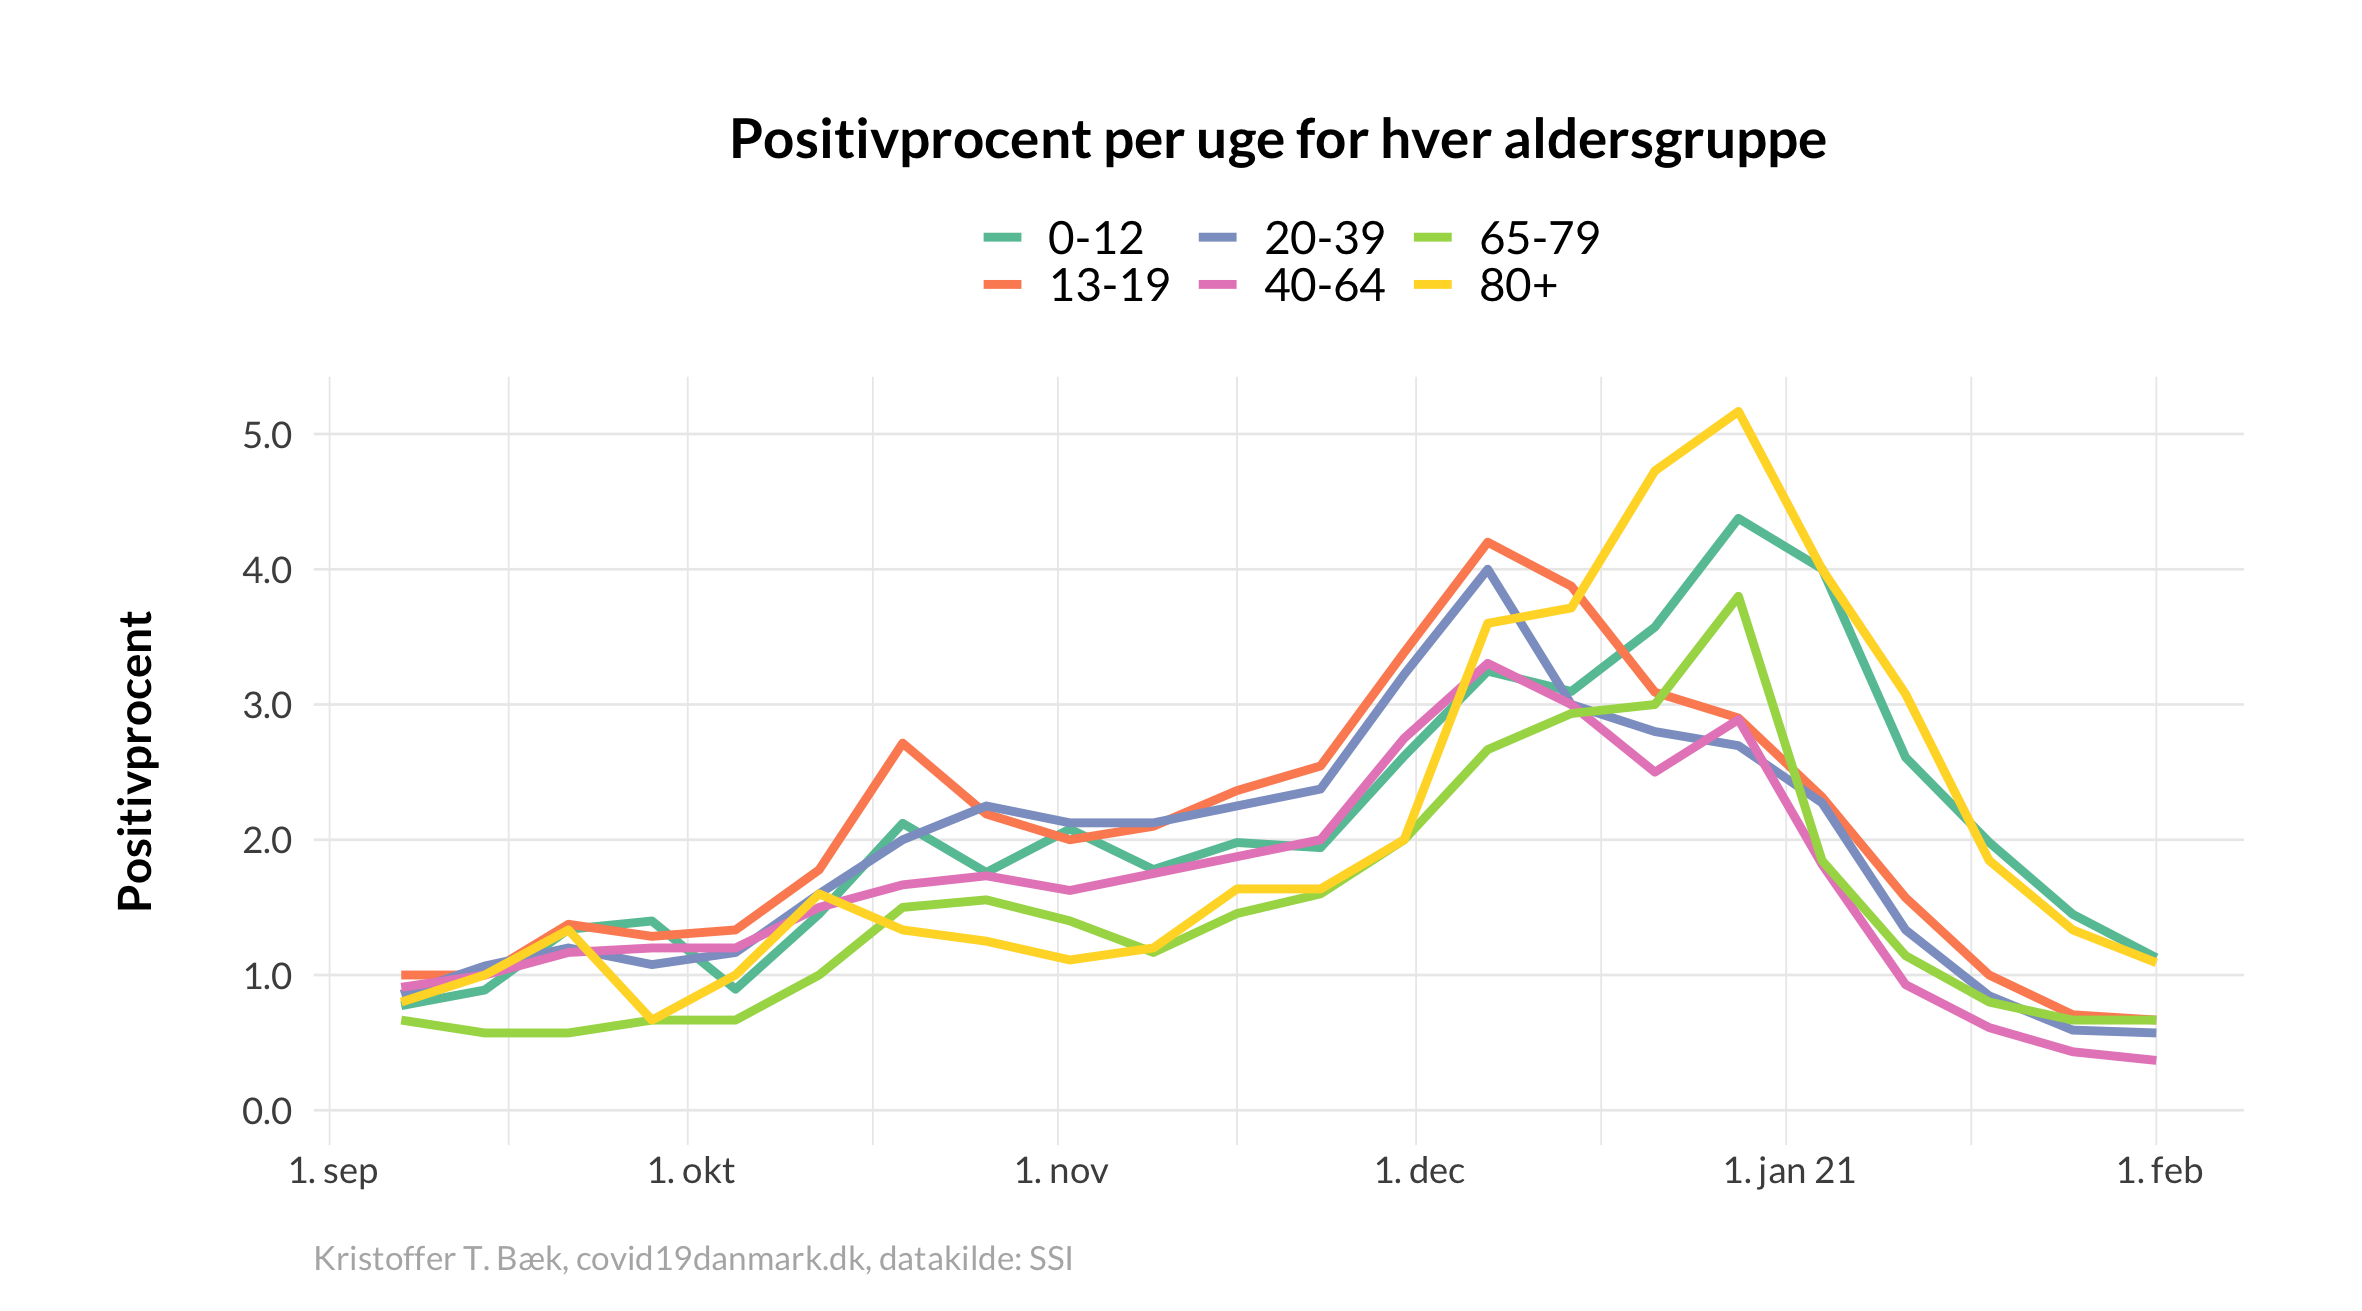 Positivprocent per uge for hver aldersgruppe
0-12 20-39 65-79
13-19 40-64 80+
Positivprocent
5.0
4.0
3.0
2.0
1.0
0.0
1. sep 1. okt 1. nov 1. dec 1. jan 21 1. feb
Kristoffer T. Bæk, covid19danmark.dk, datakilde: SSI